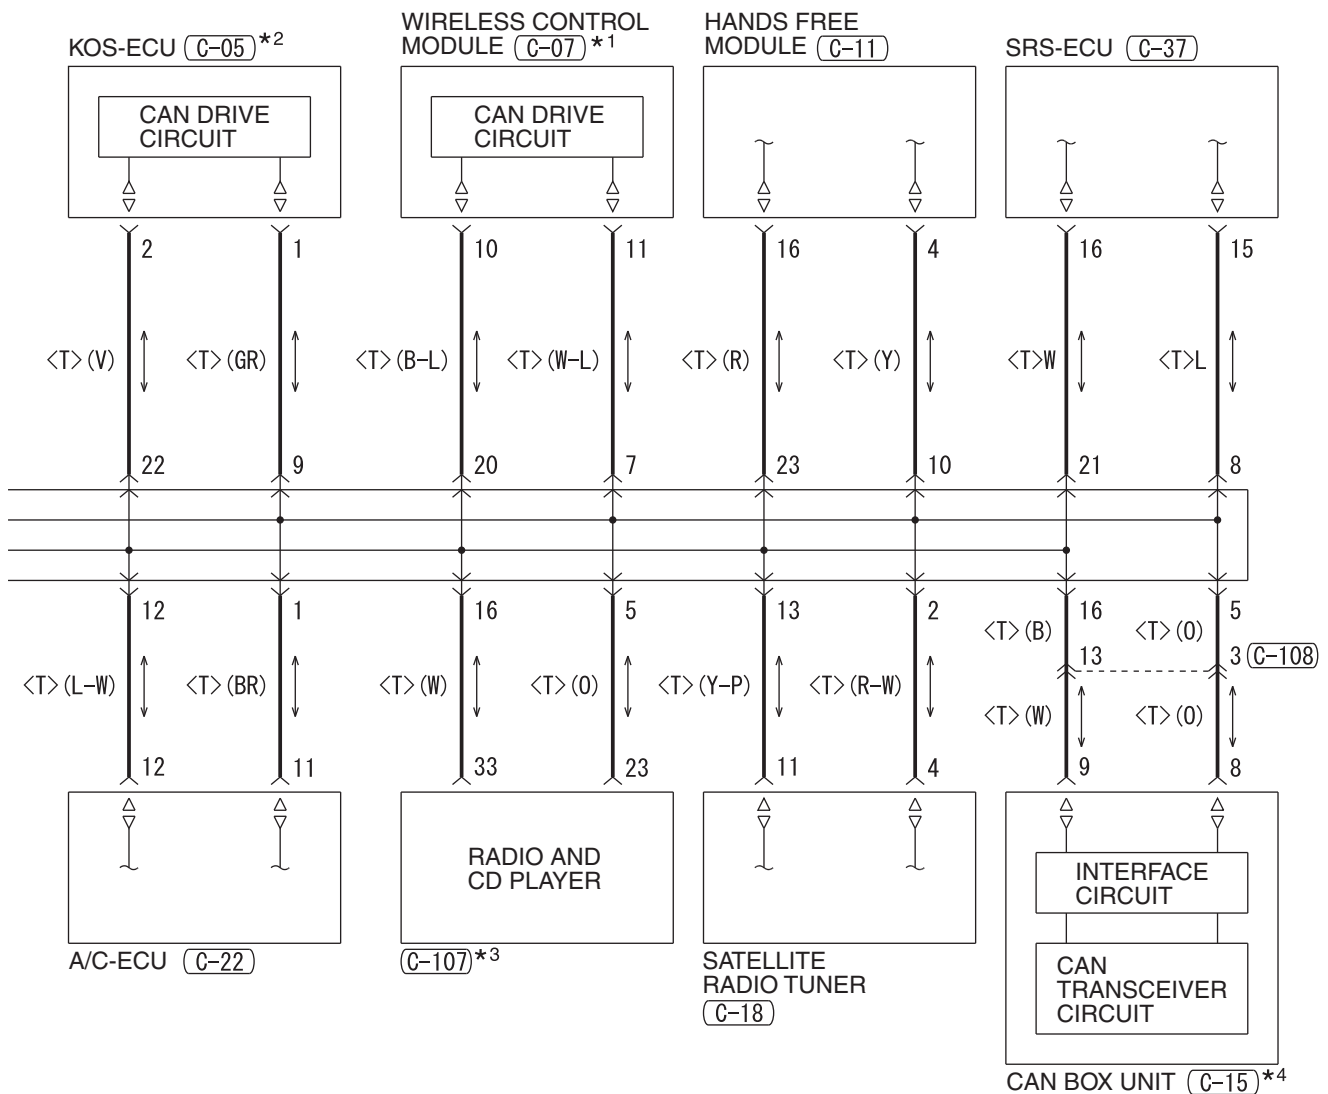 KOS-ECU C-05 *2
WIRELESS CONTROL
MODULE C-07 *1
HANDS FREE
MODULE C-11
SRS-ECU C-37
CAN DRIVE
CIRCUIT
CAN DRIVE
CIRCUIT
2 1 10 11 16 4 16 15
<T>(V) <T>(GR) <T>(B-L) <T>(W-L) <T>(R) <T>(Y) <T>W <T>L
22 9 20 7 23 10 21 8
12 1 16 5 13 2 16 5
<T>(B) <T>(O)
13 3 C-108
<T>(L-W) <T>(BR) <T>(W) <T>(O) <T>(Y-P) <T>(R-W)
<T>(W) <T>(O)
12 11 33 23 11 4 9 8
RADIO AND
CD PLAYER
INTERFACE
CIRCUIT
CAN
TRANSCEIVER
CIRCUIT
A/C-ECU C-22
C-107 *3
SATELLITE
RADIO TUNER
C-18
CAN BOX UNIT C-15 *4